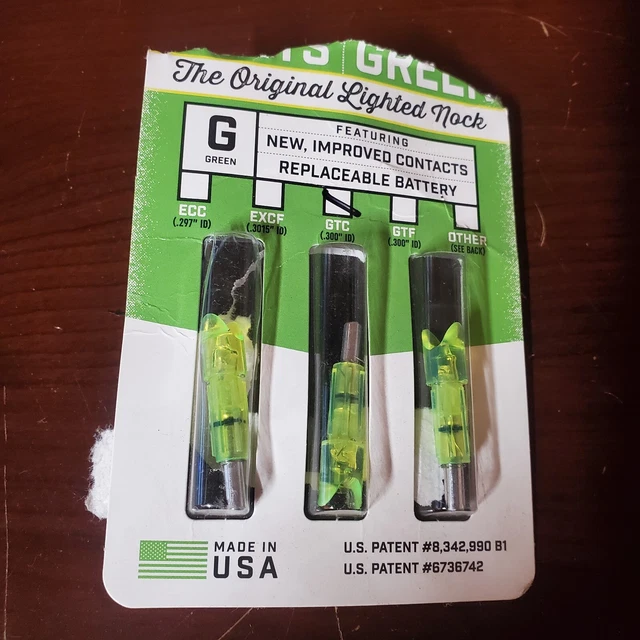 GREEN
The Original Lighted Nock
G
GREEN
FEATURING
NEW, IMPROVED CONTACTS
REPLACEABLE BATTERY
ECC
(.297" ID)
EXCF
(.3015" ID)
GTC
(.300" ID)
GTF
(.300" ID)
OTHER
(SEE BACK)
MADE IN
USA
U.S. PATENT #8,342,990 B1
U.S. PATENT #6736742